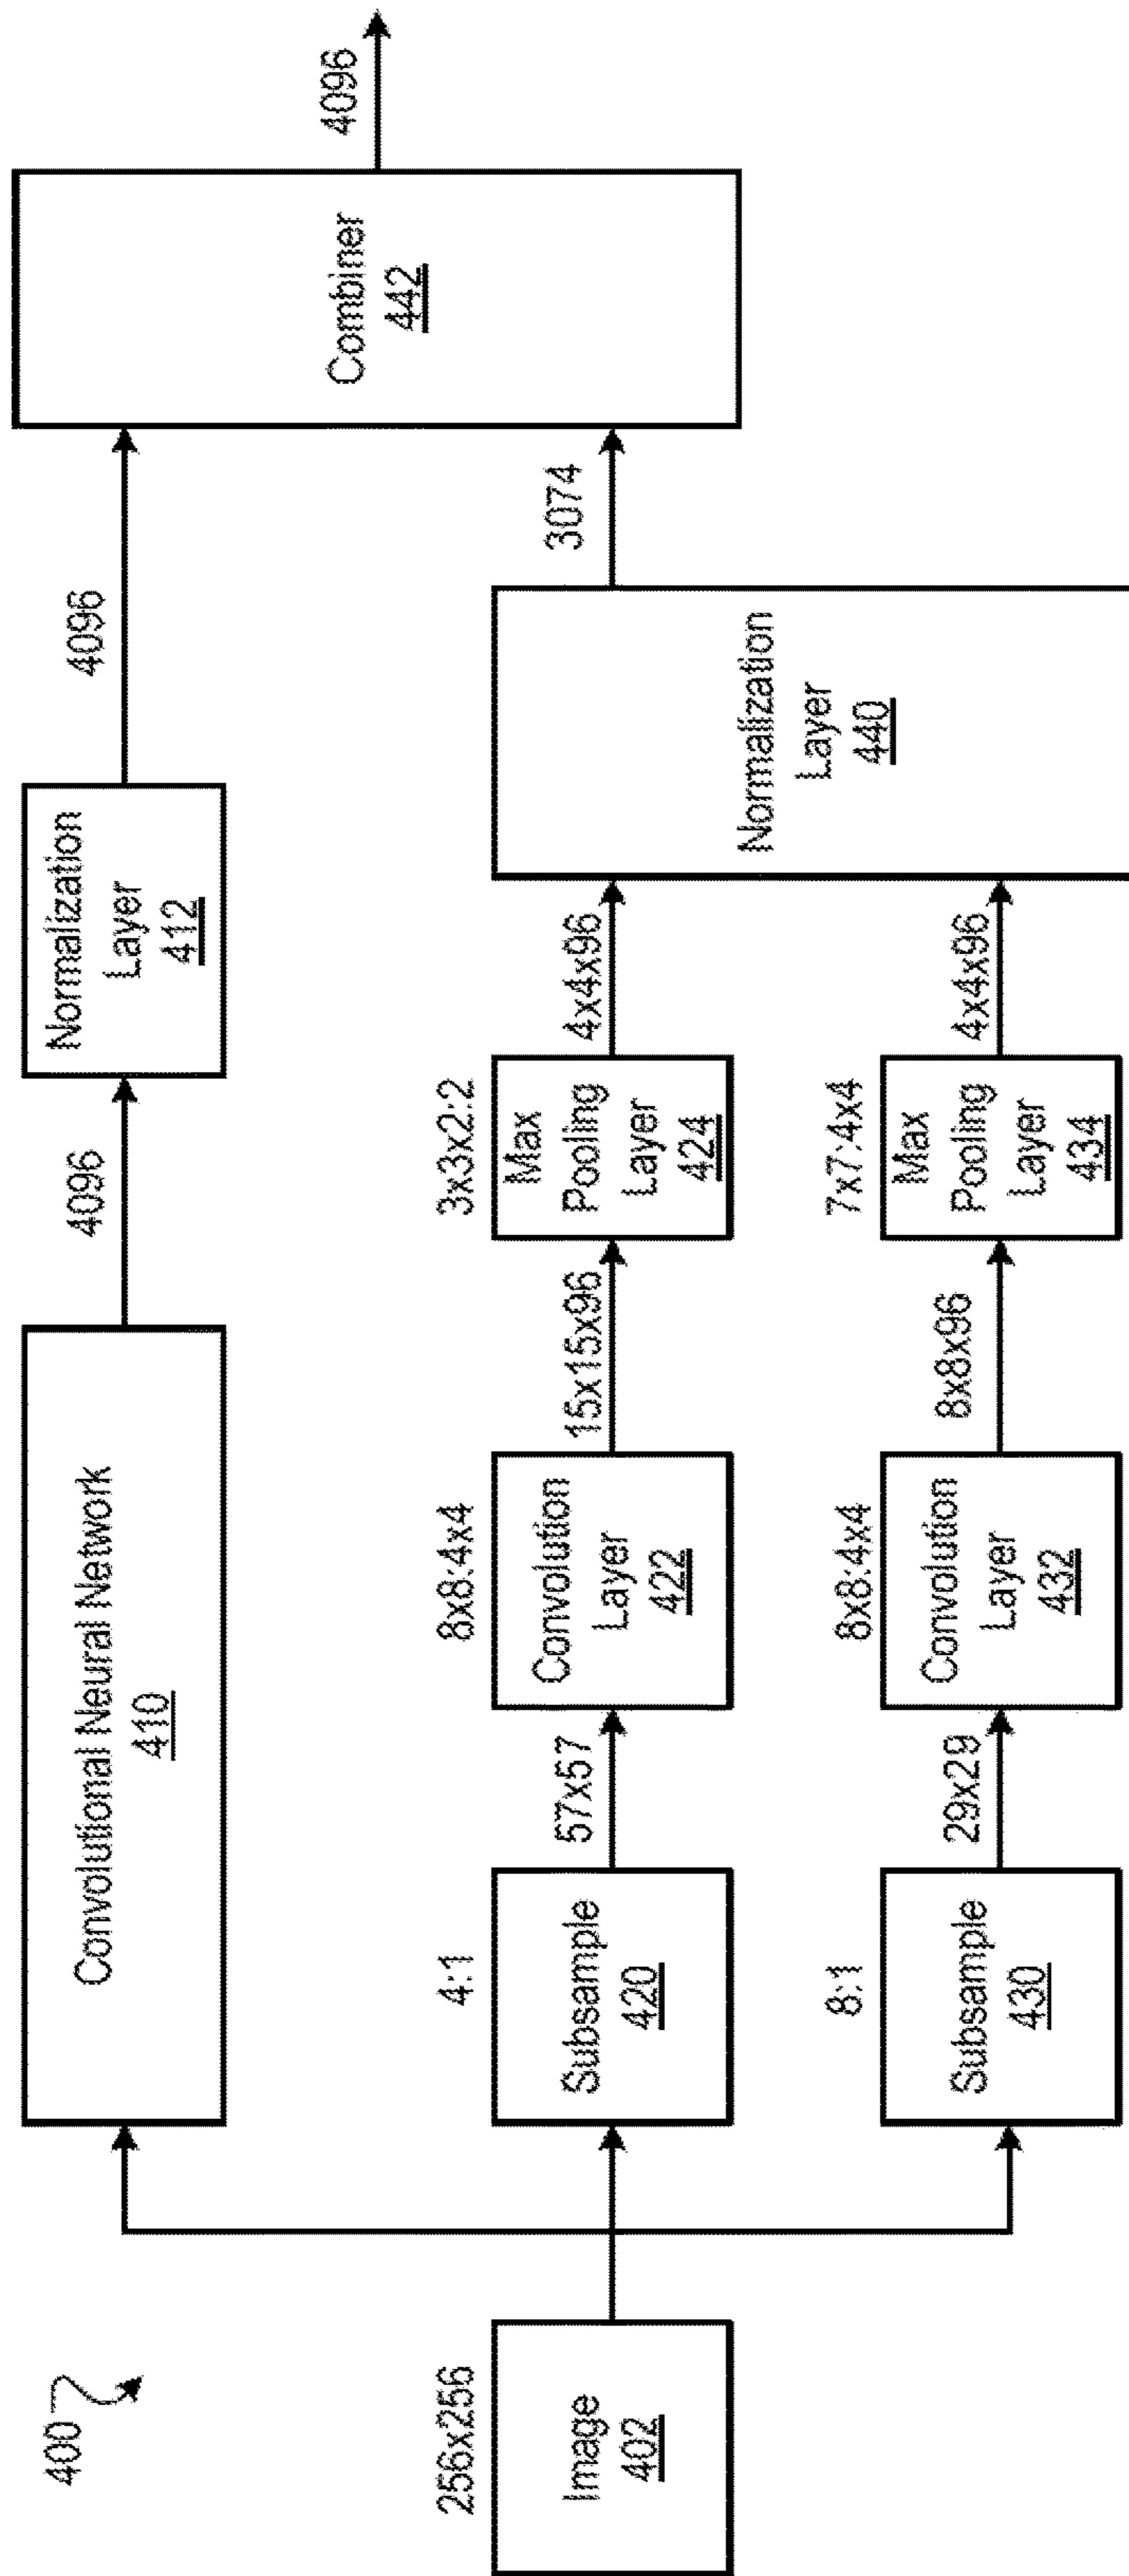 400
256x256
Image
402
Convolutional Neural Network
410
4096
Normalization
Layer
412
4096
4:1
Subsample
420
57x57
8x8:4x4
Convolution
Layer
422
15x15x96
3x3x2:2
Max
Pooling
Layer
424
4x4x96
8:1
Subsample
430
29x29
8x8:4x4
Convolution
Layer
432
8x8x96
7x7:4x4
Max
Pooling
Layer
434
4x4x96
Normalization
Layer
440
3074
Combiner
442
4096